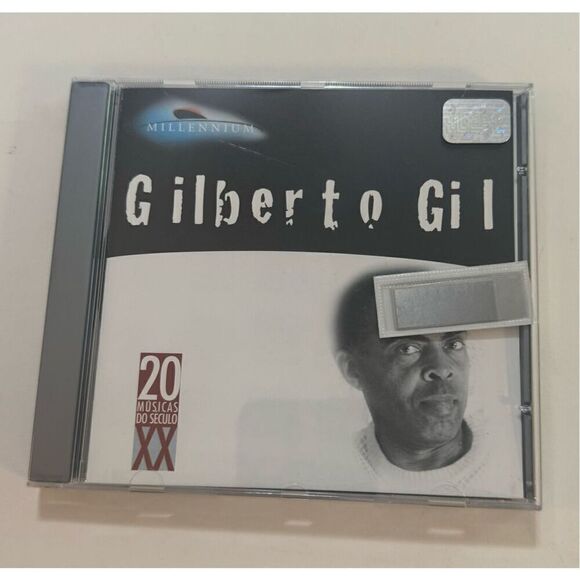 MILLENNIUM
Gilberto Gil
20
MÚSICAS
DO SÉCULO
XX